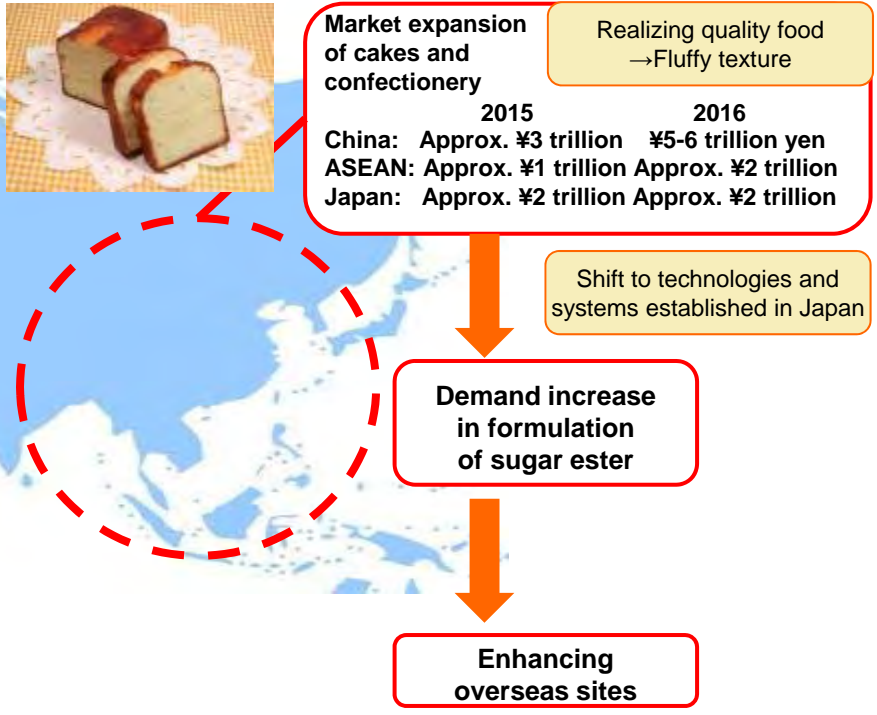 Market expansion
of cakes and
confectionery
Realizing quality food
→Fluffy texture
2015 2016
China: Approx. ¥3 trillion ¥5-6 trillion yen
ASEAN: Approx. ¥1 trillion Approx. ¥2 trillion
Japan: Approx. ¥2 trillion Approx. ¥2 trillion
Shift to technologies and
systems established in Japan
Demand increase
in formulation
of sugar ester
Enhancing
overseas sites